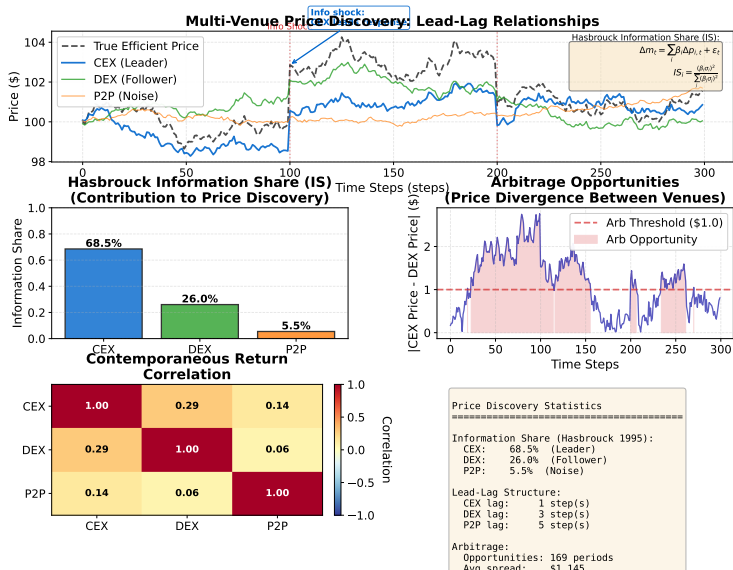 Info shock:
Multi-Venue Price Discovery: Lead-Lag Relationships
Price ($)
104
102
100
98
True Efficient Price
CEX (Leader)
DEX (Follower)
P2P (Noise)
Hasbrouck Information Share (IS):
Δm_t = ∑_i β_iΔp_{i,t} + ε_t
IS_i = (β_iσ_i)² / ∑(β_iσ_i)²
0
50
100
150
200
250
300
Time Steps (steps)
Hasbrouck Information Share (IS)
(Contribution to Price Discovery)
Information Share
1.0
0.8
0.6
0.4
0.2
0.0
68.5%
26.0%
5.5%
CEX
DEX
P2P
Arbitrage Opportunities
(Price Divergence Between Venues)
|CEX Price - DEX Price| ($)
2
1
0
Arb Threshold ($1.0)
Arb Opportunity
0
50
100
150
200
250
300
Time Steps
Contemporaneous Return
Correlation
CEX
DEX
P2P
1.00
0.29
0.14
0.29
1.00
0.06
0.14
0.06
1.00
CEX
DEX
P2P
1.0
0.5
0.0
−0.5
−1.0
Correlation
Price Discovery Statistics
========================================
Information Share (Hasbrouck 1995):
CEX: 68.5% (Leader)
DEX: 26.0% (Follower)
P2P: 5.5% (Noise)
Lead-Lag Structure:
CEX lag: 1 step(s)
DEX lag: 3 step(s)
P2P lag: 5 step(s)
Arbitrage:
Opportunities: 169 periods
Avg spread: $1.145